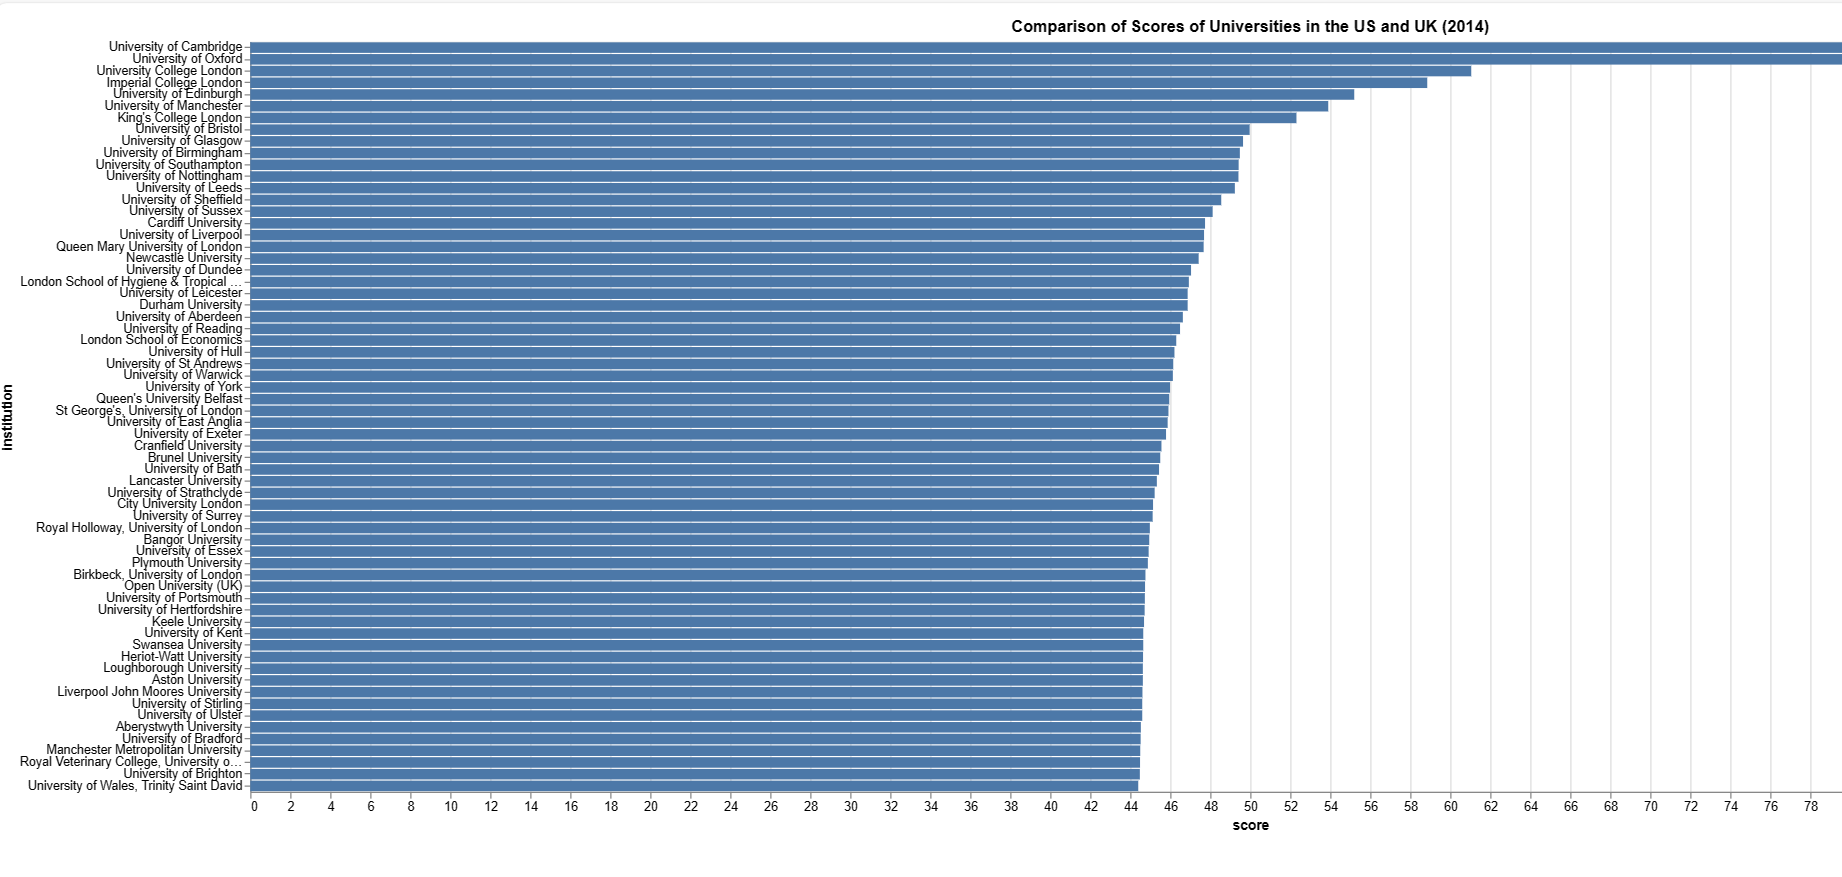 Comparison of Scores of Universities in the US and UK (2014)
University of Cambridge
University of Oxford
University College London
Imperial College London
University of Edinburgh
University of Manchester
King's College London
University of Bristol
University of Glasgow
University of Birmingham
University of Southampton
University of Nottingham
University of Leeds
University of Sheffield
University of Sussex
Cardiff University
University of Liverpool
Queen Mary University of London
Newcastle University
University of Dundee
London School of Hygiene & Tropical …
University of Leicester
Durham University
University of Aberdeen
University of Reading
London School of Economics
University of Hull
University of St Andrews
University of Warwick
University of York
Queen's University Belfast
St George's, University of London
University of East Anglia
University of Exeter
Cranfield University
Brunel University
University of Bath
Lancaster University
University of Strathclyde
City University London
University of Surrey
Royal Holloway, University of London
Bangor University
University of Essex
Plymouth University
Birkbeck, University of London
Open University (UK)
University of Portsmouth
University of Hertfordshire
Keele University
University of Kent
Swansea University
Heriot-Watt University
Loughborough University
Aston University
Liverpool John Moores University
University of Stirling
University of Ulster
Aberystwyth University
University of Bradford
Manchester Metropolitan University
Royal Veterinary College, University o…
University of Brighton
University of Wales, Trinity Saint David
institution
0 2 4 6 8 10 12 14 16 18 20 22 24 26 28 30 32 34 36 38 40 42 44 46 48 50 52 54 56 58 60 62 64 66 68 70 72 74 76 78
score